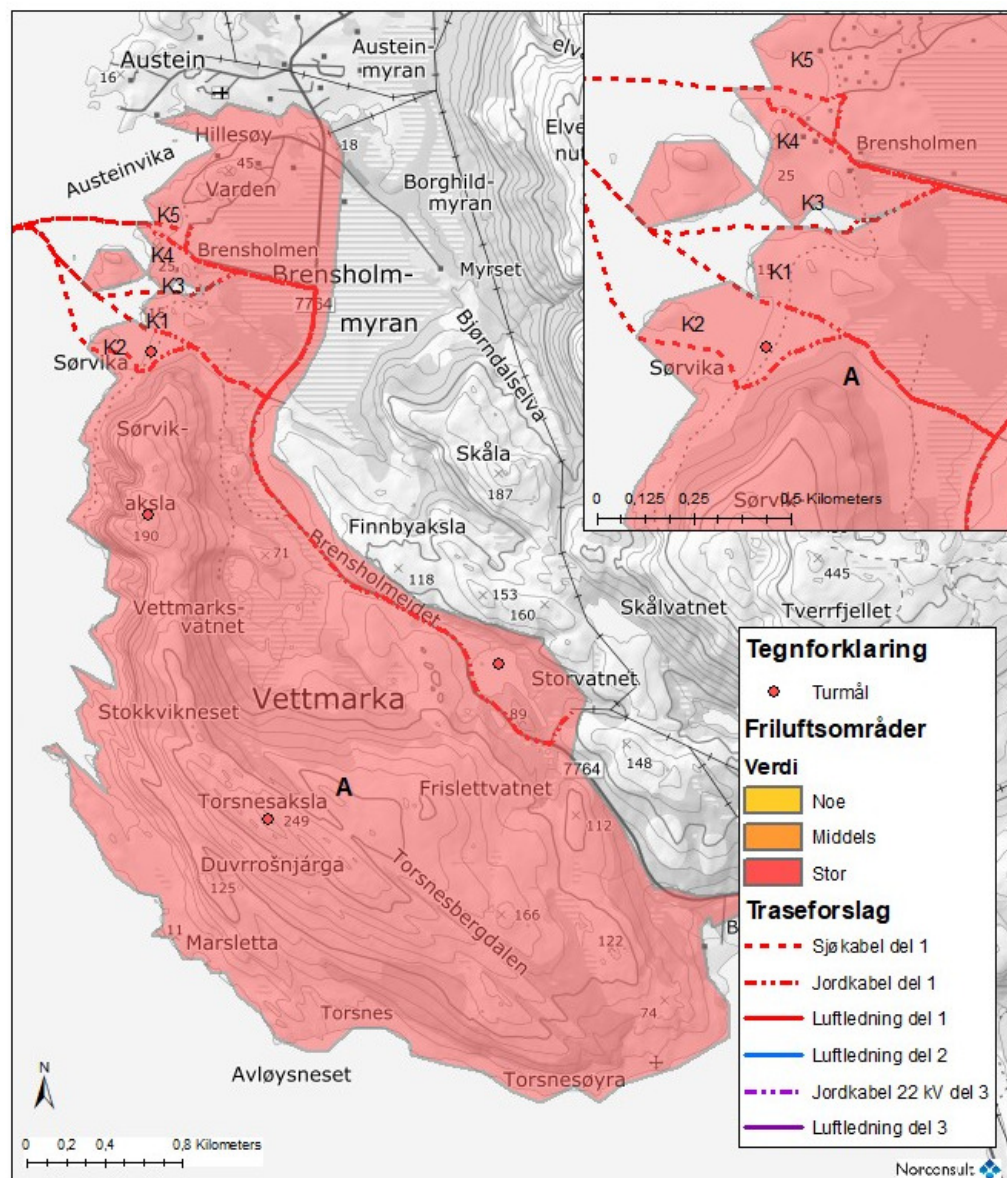 Austein
Austein-
myran
elv
16
Hillesøy
18
Austeinvika
45
Varden
Elve
nut
Borghild-
myran
K5
K4
Brensholmen
25
Brensholm-
K3
7764
Myrset
myran
15
K1
K2
Sørvika
Bjørndalselva
Sørvik-
aksla
190
Skåla
187
Finnbyaksla
71
Brensholmeidet
118
153
160
Skålvatnet
445
Tverrfjellet
Vettmarks-
vatnet
Storvatnet
Vettmarka
Stokkvikneset
89
7764
148
A
Frislettvatnet
Torsnesaksla
249
112
Duvrrošnjárga
125
Torsnesbergdalen
166
11
Marsletta
122
B
Torsnes
74
Avløysneset
Torsnesøyra
N
0 0,2 0,4 0,8 Kilometers
K5
K4
Brensholmen
25
K3
15
K1
K2
Sørvika
A
0 0,125 0,25 0,5 Kilometers
Sørvik
Tegnforklaring
Turmål
Friluftsområder
Verdi
Noe
Middels
Stor
Traseforslag
Sjøkabel del 1
Jordkabel del 1
Luftledning del 1
Luftledning del 2
Jordkabel 22 kV del 3
Luftledning del 3
Norconsult